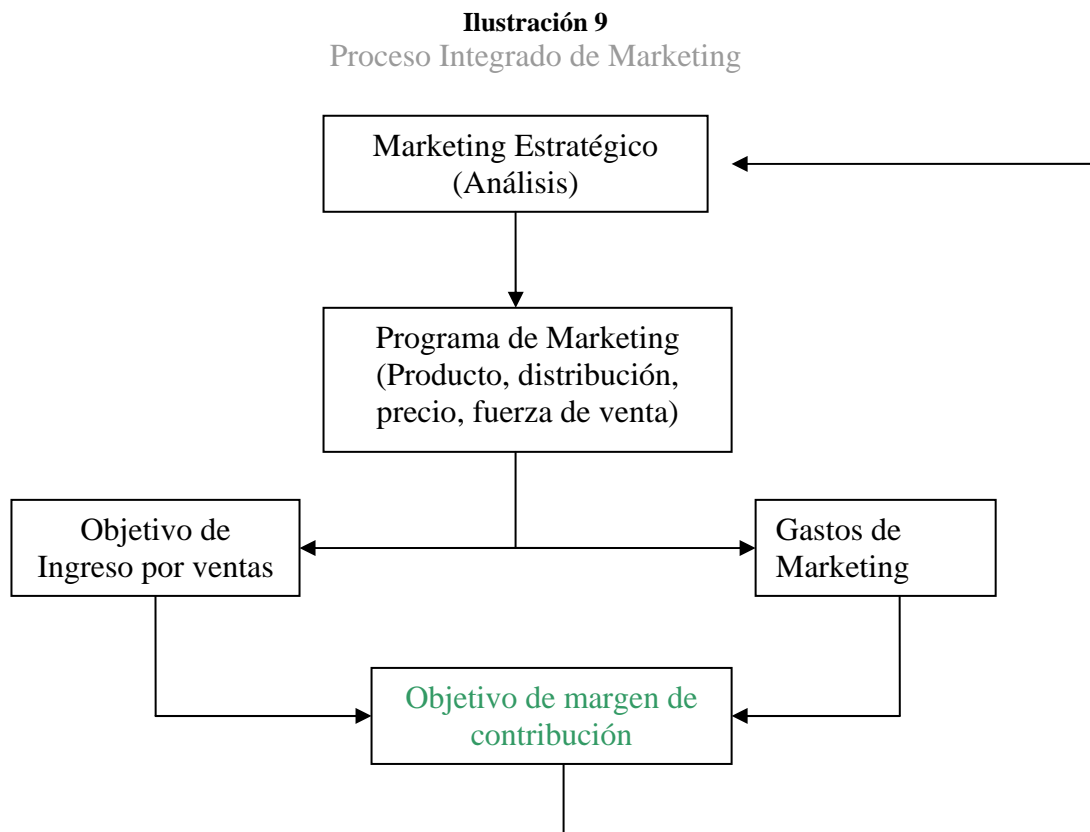 Ilustración 9
Proceso Integrado de Marketing
Marketing Estratégico
(Análisis)
Programa de Marketing
(Producto, distribución,
precio, fuerza de venta)
Objetivo de
Ingreso por ventas
Gastos de
Marketing
Objetivo de margen de
contribución